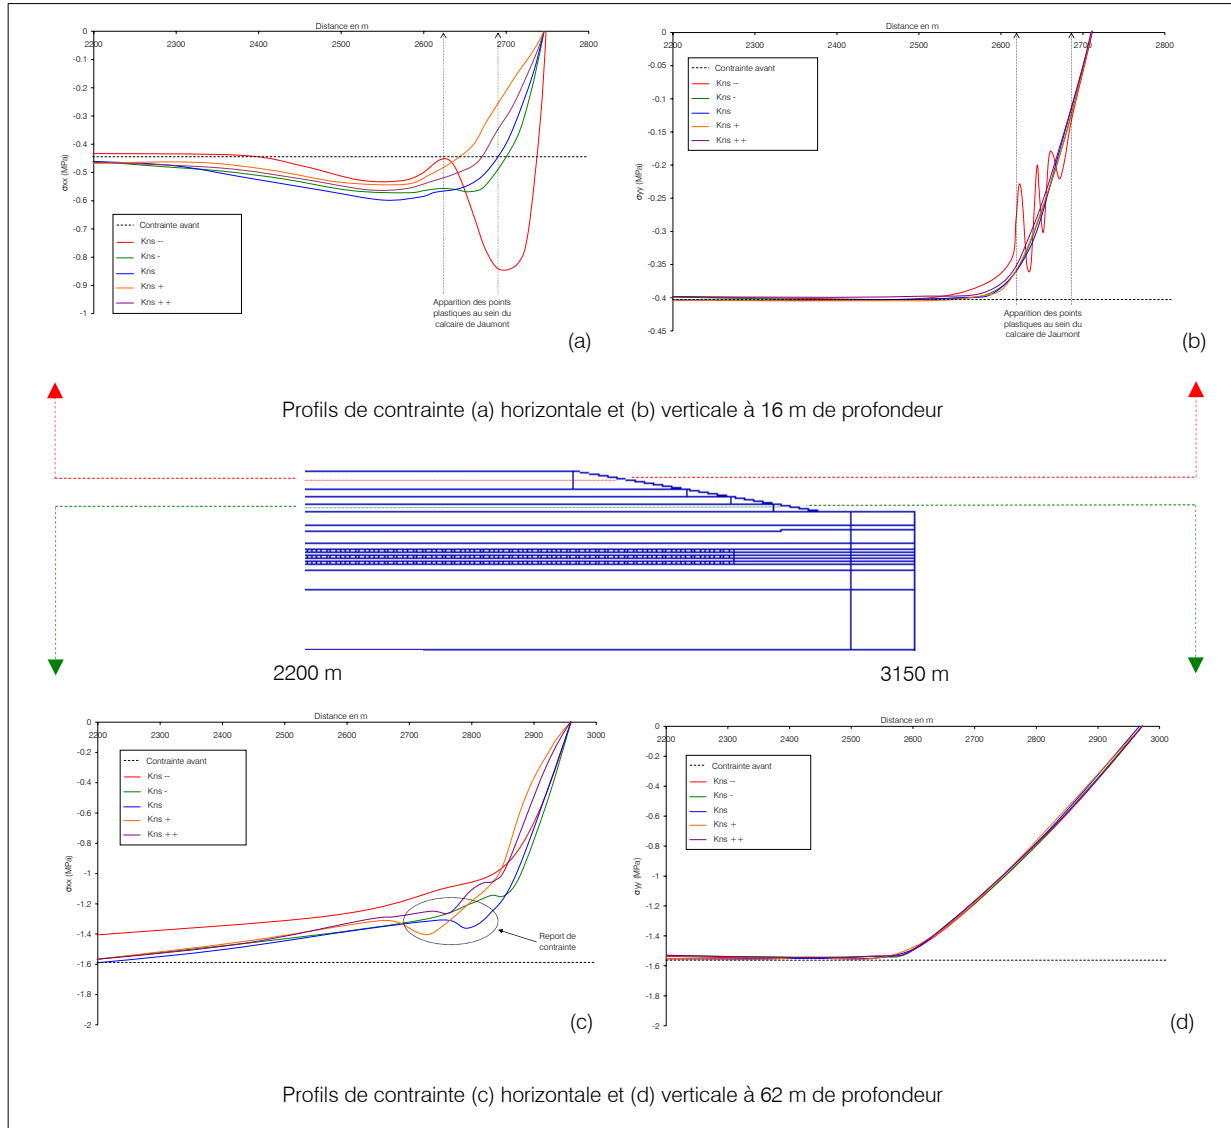 Distance en m
2200 2300 2400 2500 2600 2700 2800
0
-0.1
-0.2
-0.3
-0.4
-0.5
-0.6
-0.7
-0.8
-0.9
-1
σxx (MPa)
Contrainte avant
Kns --
Kns -
Kns
Kns +
Kns ++
Apparition des points
plastiques au sein du
calcaire de Jaumont
(a)
Distance en m
2200 2300 2400 2500 2600 2700 2800
0
-0.05
-0.1
-0.15
-0.2
-0.25
-0.3
-0.35
-0.4
-0.45
σyy (MPa)
Contrainte avant
Kns --
Kns -
Kns
Kns +
Kns ++
Apparition des points
plastiques au sein du
calcaire de Jaumont
(b)
Profils de contrainte (a) horizontale et (b) verticale à 16 m de profondeur
2200 m
3150 m
Distance en m
2200 2300 2400 2500 2600 2700 2800 2900 3000
0
-0.2
-0.4
-0.6
-0.8
-1
-1.2
-1.4
-1.6
-1.8
-2
σxx (MPa)
Contrainte avant
Kns --
Kns -
Kns
Kns +
Kns ++
Report de
contrainte
(c)
Distance en m
2200 2300 2400 2500 2600 2700 2800 2900 3000
0
-0.2
-0.4
-0.6
-0.8
-1
-1.2
-1.4
-1.6
-1.8
-2
σyy (MPa)
Contrainte avant
Kns --
Kns -
Kns
Kns +
Kns ++
(d)
Profils de contrainte (c) horizontale et (d) verticale à 62 m de profondeur